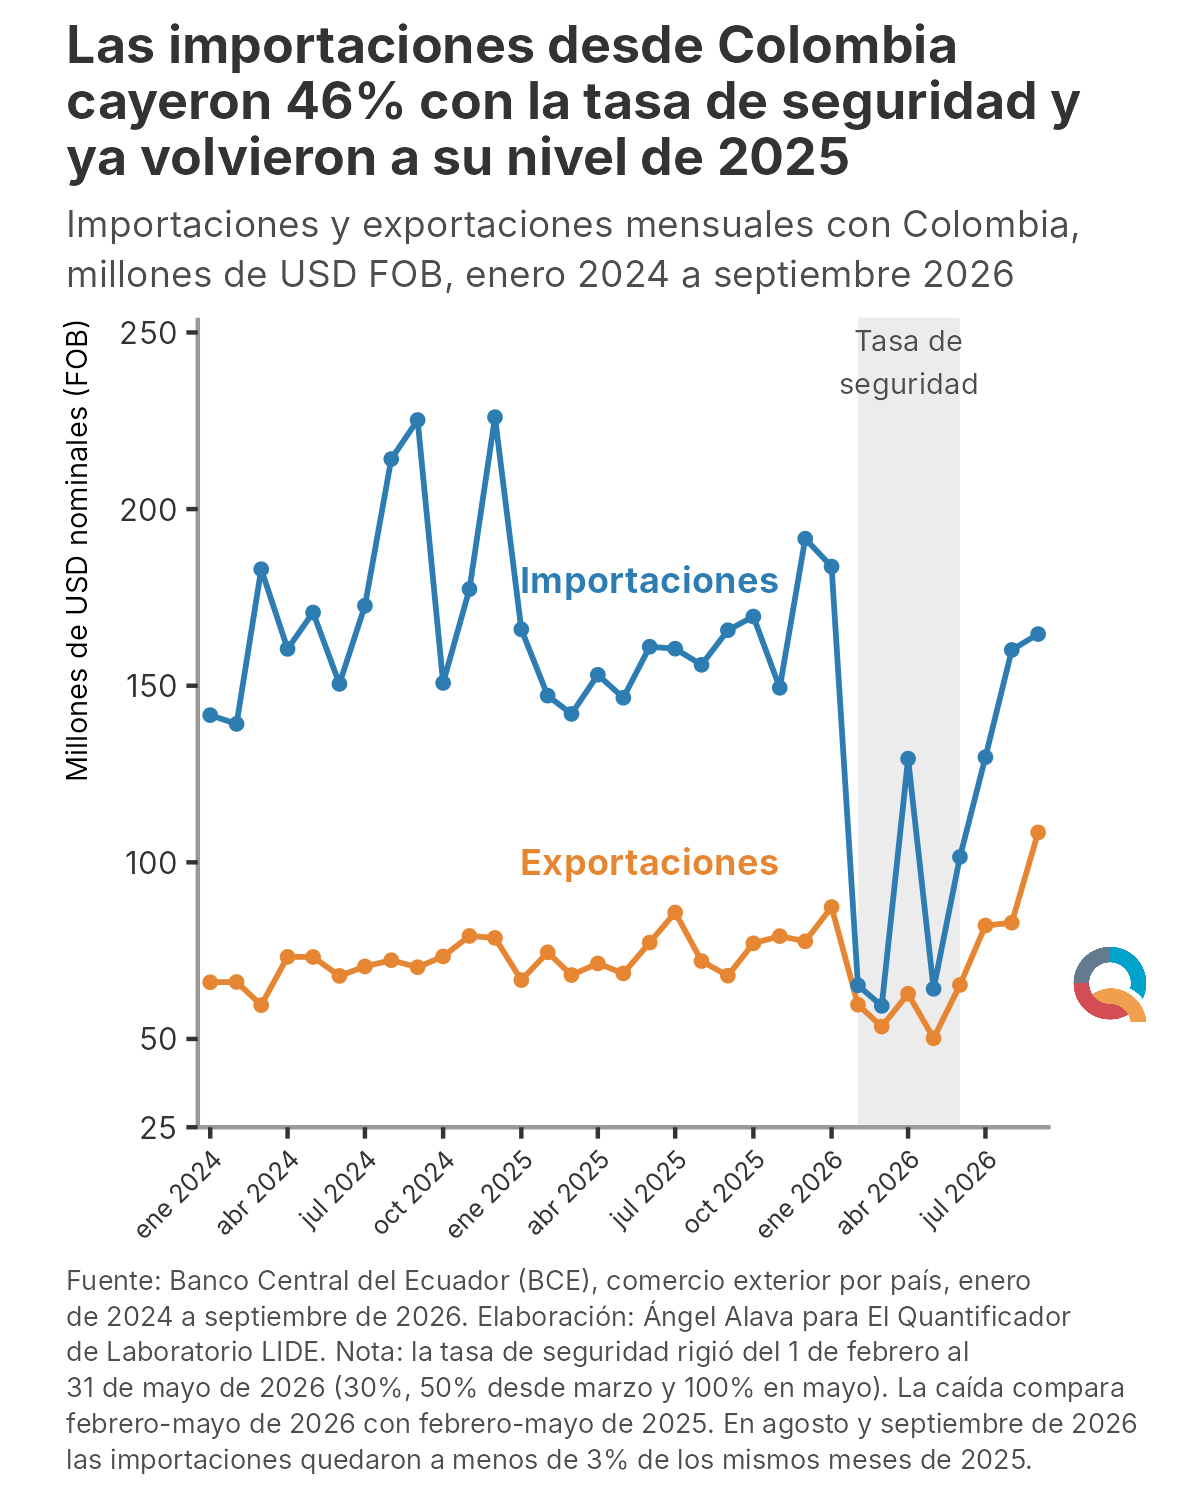 Las importaciones desde Colombia
cayeron 46% con la tasa de seguridad y
ya volvieron a su nivel de 2025
Importaciones y exportaciones mensuales con Colombia,
millones de USD FOB, enero 2024 a septiembre 2026
Millones de USD nominales (FOB)
250
200
150
100
50
25
Tasa de
seguridad
Importaciones
Exportaciones
ene 2024
abr 2024
jul 2024
oct 2024
ene 2025
abr 2025
jul 2025
oct 2025
ene 2026
abr 2026
jul 2026
Fuente: Banco Central del Ecuador (BCE), comercio exterior por país, enero
de 2024 a septiembre de 2026. Elaboración: Ángel Alava para El Quantificador
de Laboratorio LIDE. Nota: la tasa de seguridad rigió del 1 de febrero al
31 de mayo de 2026 (30%, 50% desde marzo y 100% en mayo). La caída compara
febrero-mayo de 2026 con febrero-mayo de 2025. En agosto y septiembre de 2026
las importaciones quedaron a menos de 3% de los mismos meses de 2025.